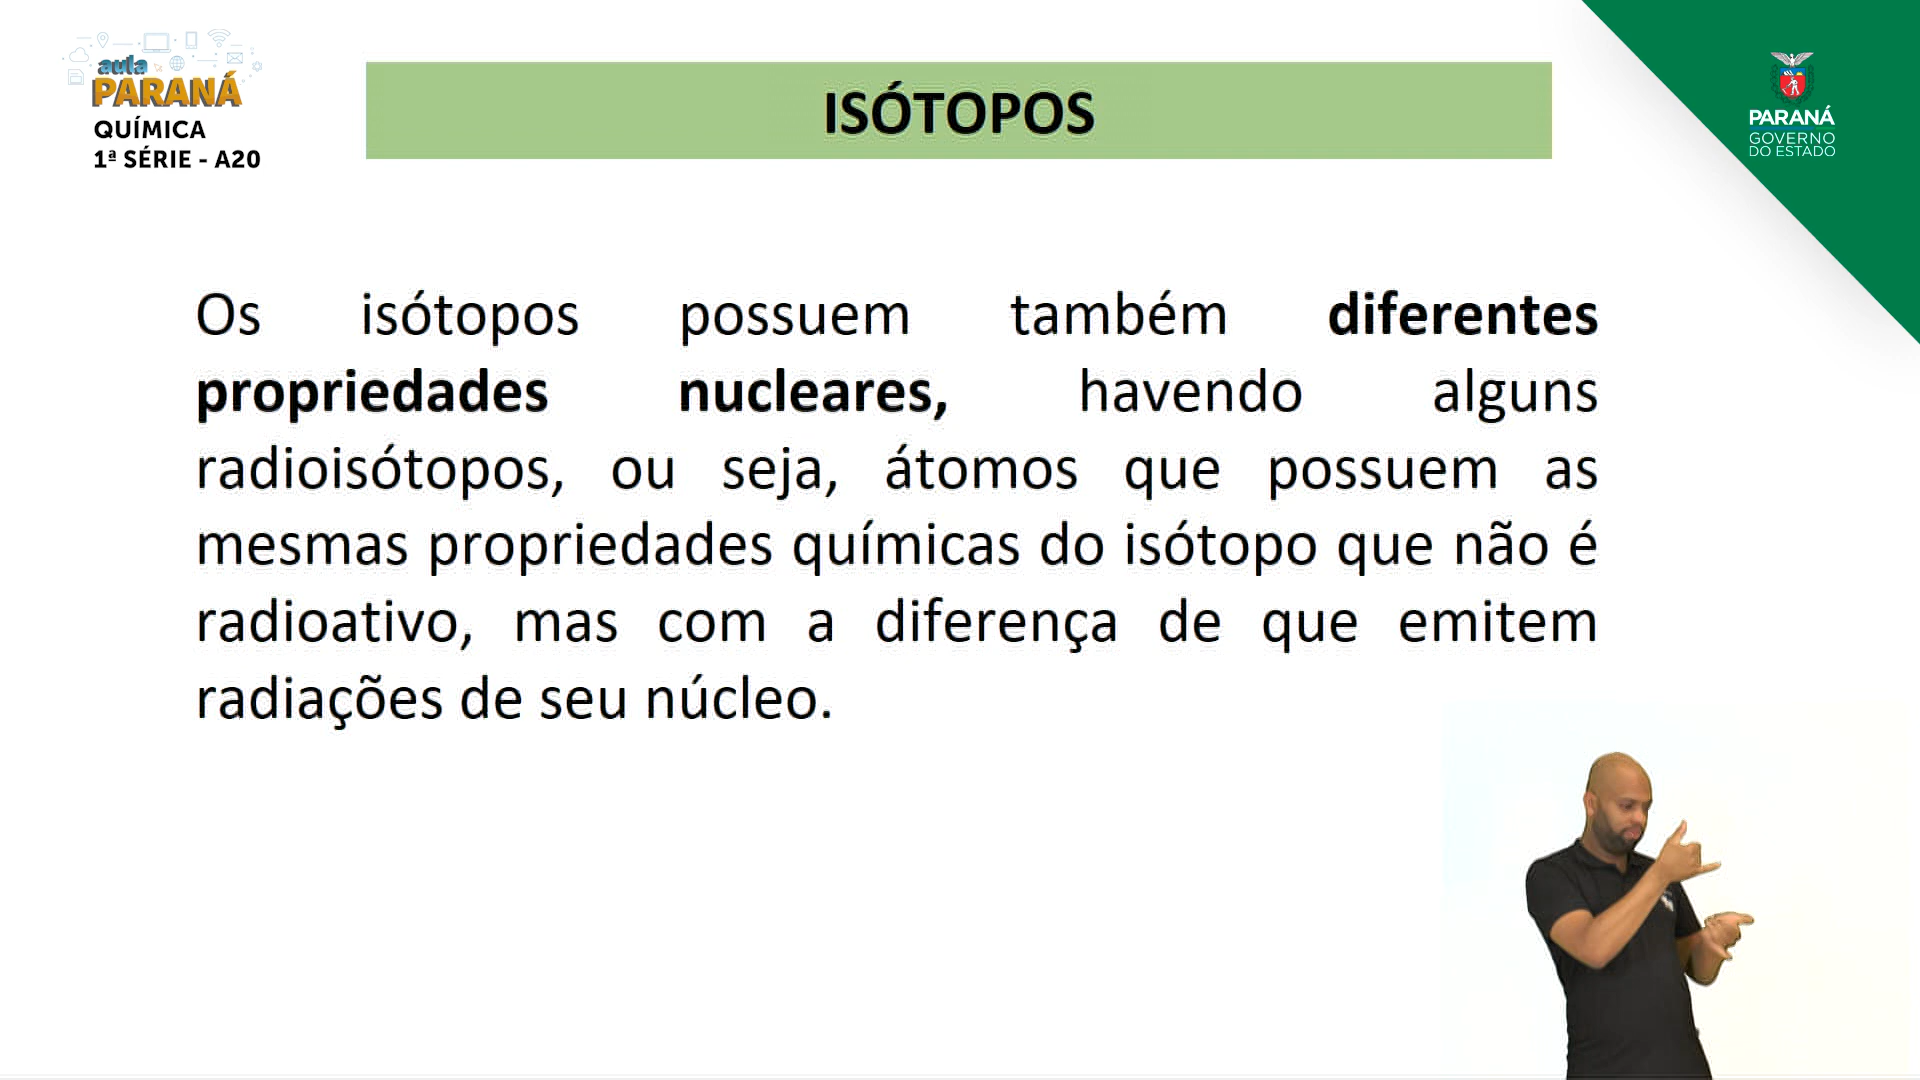 aula
PARANÁ
QUÍMICA
1ª SÉRIE - A20
ISÓTOPOS
PARANÁ
GOVERNO
DO ESTADO
Os isótopos possuem também diferentes
propriedades nucleares, havendo alguns
radioisótopos, ou seja, átomos que possuem as
mesmas propriedades químicas do isótopo que não é
radioativo, mas com a diferença de que emitem
radiações de seu núcleo.